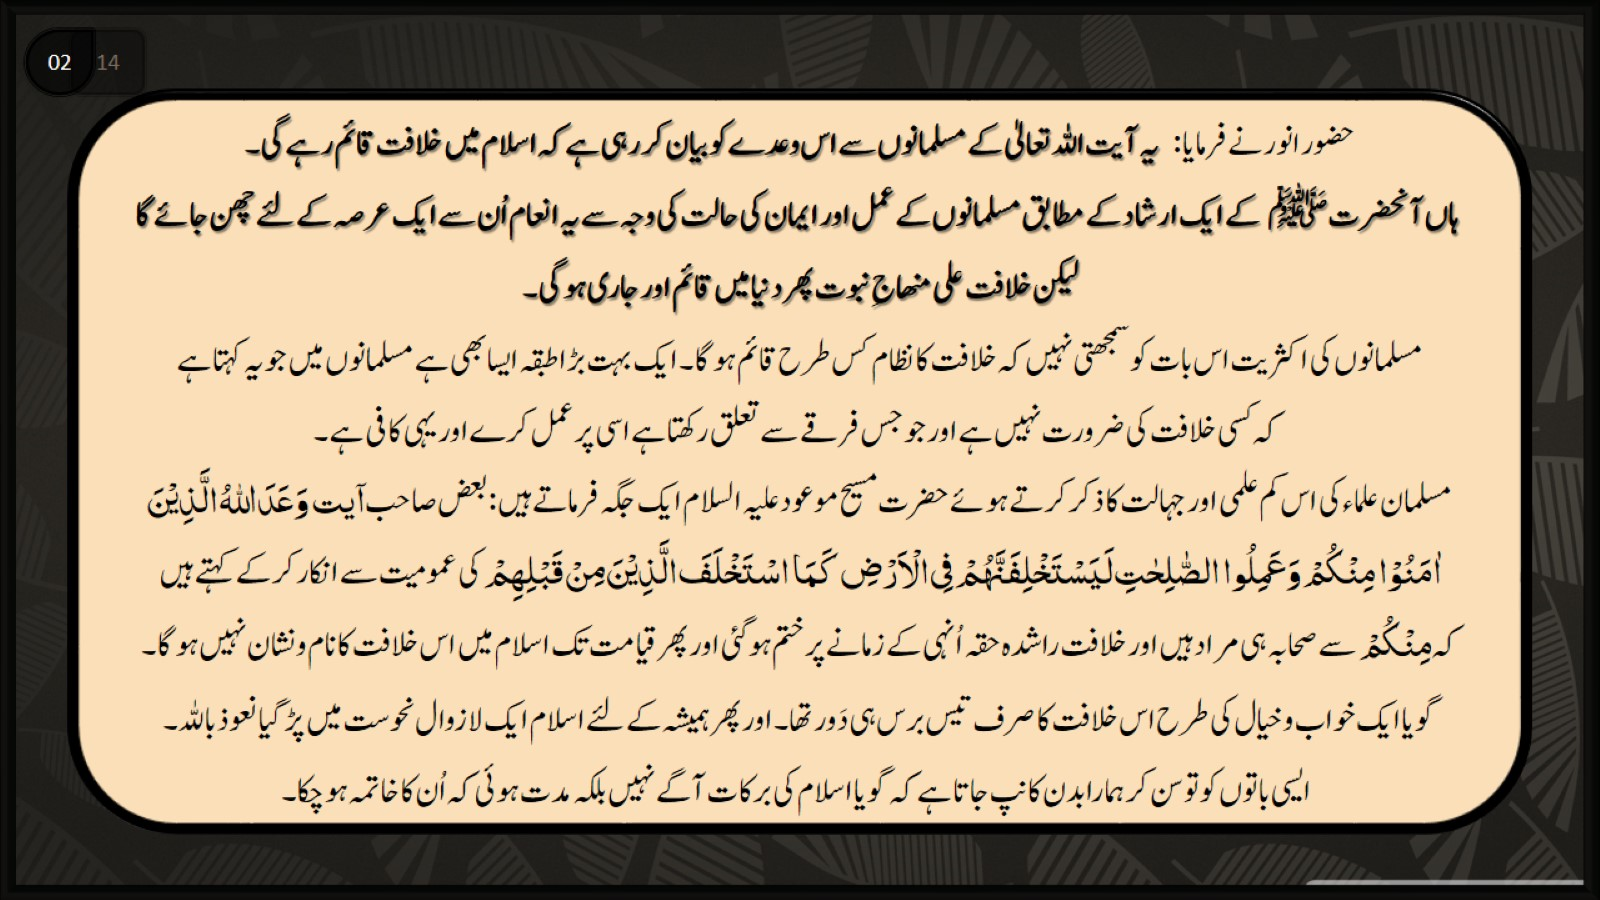 02 14
حضور انور نے فرمایا: یہ آیت اللہ تعالیٰ کے مسلمانوں سے اس وعدے کو بیان کر رہی ہے کہ اسلام میں خلافت قائم رہے گی۔
ہاں آنحضرت ﷺ کے ایک ارشاد کے مطابق مسلمانوں کے عمل اور ایمان کی حالت کی وجہ سے یہ انعام اُن سے ایک عرصہ کے لئے چھن جائے گا
لیکن خلافت علی منھاجِ نبوت پھر دنیا میں قائم اور جاری ہو گی۔
مسلمانوں کی اکثریت اس بات کو سمجھتی نہیں کہ خلافت کا نظام کس طرح قائم ہو گا۔ ایک بہت بڑا طبقہ ایسا بھی ہے مسلمانوں میں جو یہ کہتا ہے
کہ کسی خلافت کی ضرورت نہیں ہے اور جو جس فرقے سے تعلق رکھتا ہے اسی پر عمل کرے اور یہی کافی ہے۔
مسلمان علماء کی اس کم علمی اور جہالت کا ذکر کرتے ہوئے حضرت مسیح موعود علیہ السلام ایک جگہ فرماتے ہیں: بعض صاحب آیت وَعَدَ اللّٰهُ الَّذِيْنَ
اٰمَنُوْا مِنْكُمْ وَعَمِلُوا الصّٰلِحٰتِ لَيَسْتَخْلِفَنَّهُمْ فِي الْاَرْضِ كَمَا اسْتَخْلَفَ الَّذِيْنَ مِنْ قَبْلِهِمْ کی عمومیت سے انکار کر کے کہتے ہیں
کہ مِنْكُمْ سے صحابہ ہی مراد ہیں اور خلافت راشدہ حقہ اُنہی کے زمانے پر ختم ہو گئی اور پھر قیامت تک اسلام میں اس خلافت کا نام و نشان نہیں ہو گا۔
گویا ایک خواب و خیال کی طرح اس خلافت کا صرف تیس برس ہی دَور تھا۔ اور پھر ہمیشہ کے لئے اسلام ایک لازوال نحوست میں پڑ گیا نعوذ باللہ۔
ایسی باتوں کو تو سن کر ہمارا بدن کانپ جاتا ہے کہ گویا اسلام کی برکات آگے نہیں بلکہ مدت ہوئی کہ اُن کا خاتمہ ہو چکا۔